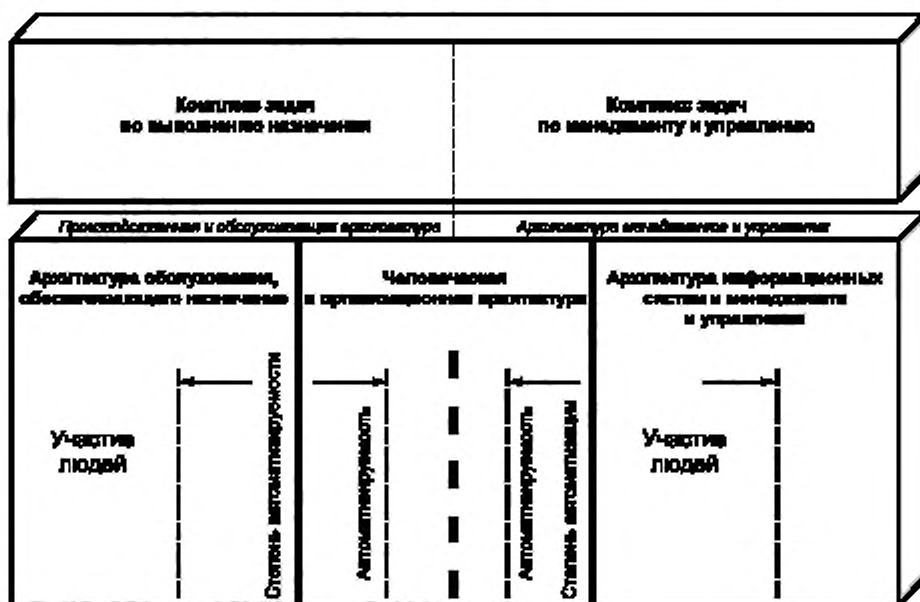 Комплекс задач
по выполнению назначения
Комплекс задач
по менеджменту и управлению
Производственная и обслуживающая архитектура
Архитектура менеджмента и управления
Архитектура обслуживания,
обеспечивающего назначение
Человеческая
и организационная архитектура
Архитектура информационных
систем и менеджмента
и управления
Участие
людей
Степень автоматизируемости
Автоматизируемость
Автоматизируемость
Степень автоматизации
Участие
людей